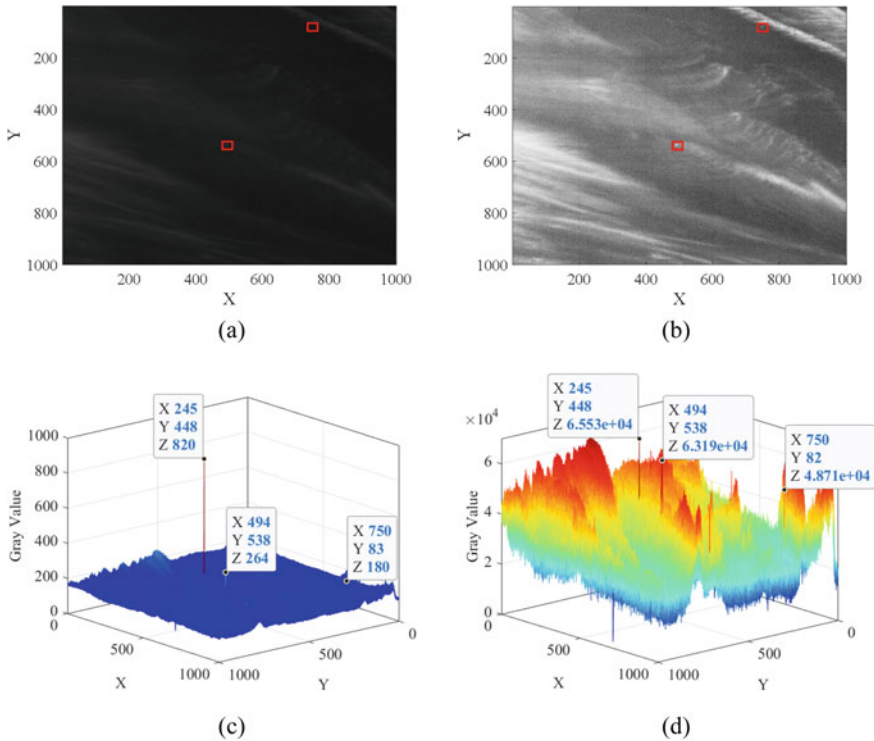 200
400
600
800
1000
Y
200
400
600
800
1000
X
(a)
200
400
600
800
1000
Y
200
400
600
800
1000
X
(b)
X 245
Y 448
Z 820
X 494
Y 538
Z 264
X 750
Y 83
Z 180
1000
800
600
400
200
0
Gray Value
0
500
1000
X
1000
500
0
Y
(c)
X 245
Y 448
Z 6.553e+04
X 494
Y 538
Z 6.319e+04
X 750
Y 82
Z 4.871e+04
×10⁴
6
4
2
0
Gray Value
0
500
1000
X
1000
500
0
Y
(d)